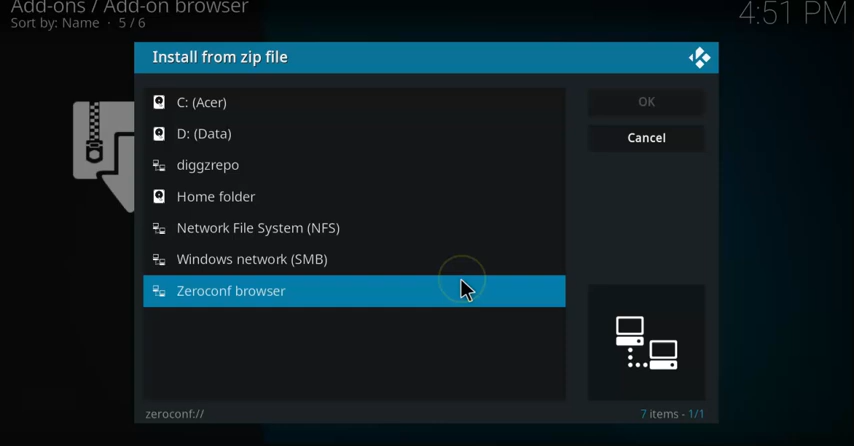 Add-ons / Add-on browser
Sort by: Name · 5 / 6
4:51 PM
Install from zip file
C: (Acer)
D: (Data)
diggzrepo
Home folder
Network File System (NFS)
Windows network (SMB)
Zeroconf browser
OK
Cancel
zeroconf://
7 items - 1/1